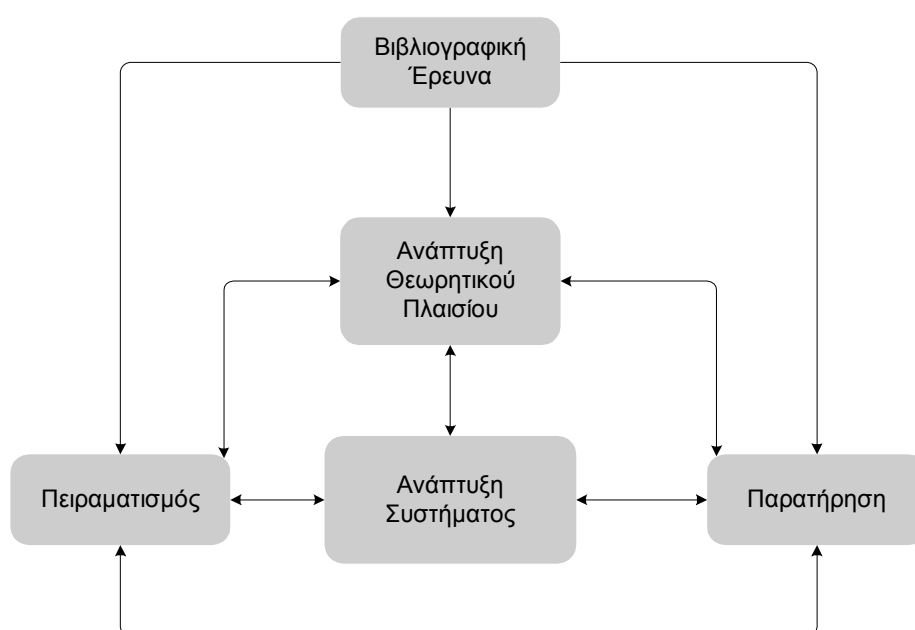 Βιβλιογραφική
Έρευνα
Ανάπτυξη
Θεωρητικού
Πλαισίου
Πειραματισμός
Ανάπτυξη
Συστήματος
Παρατήρηση